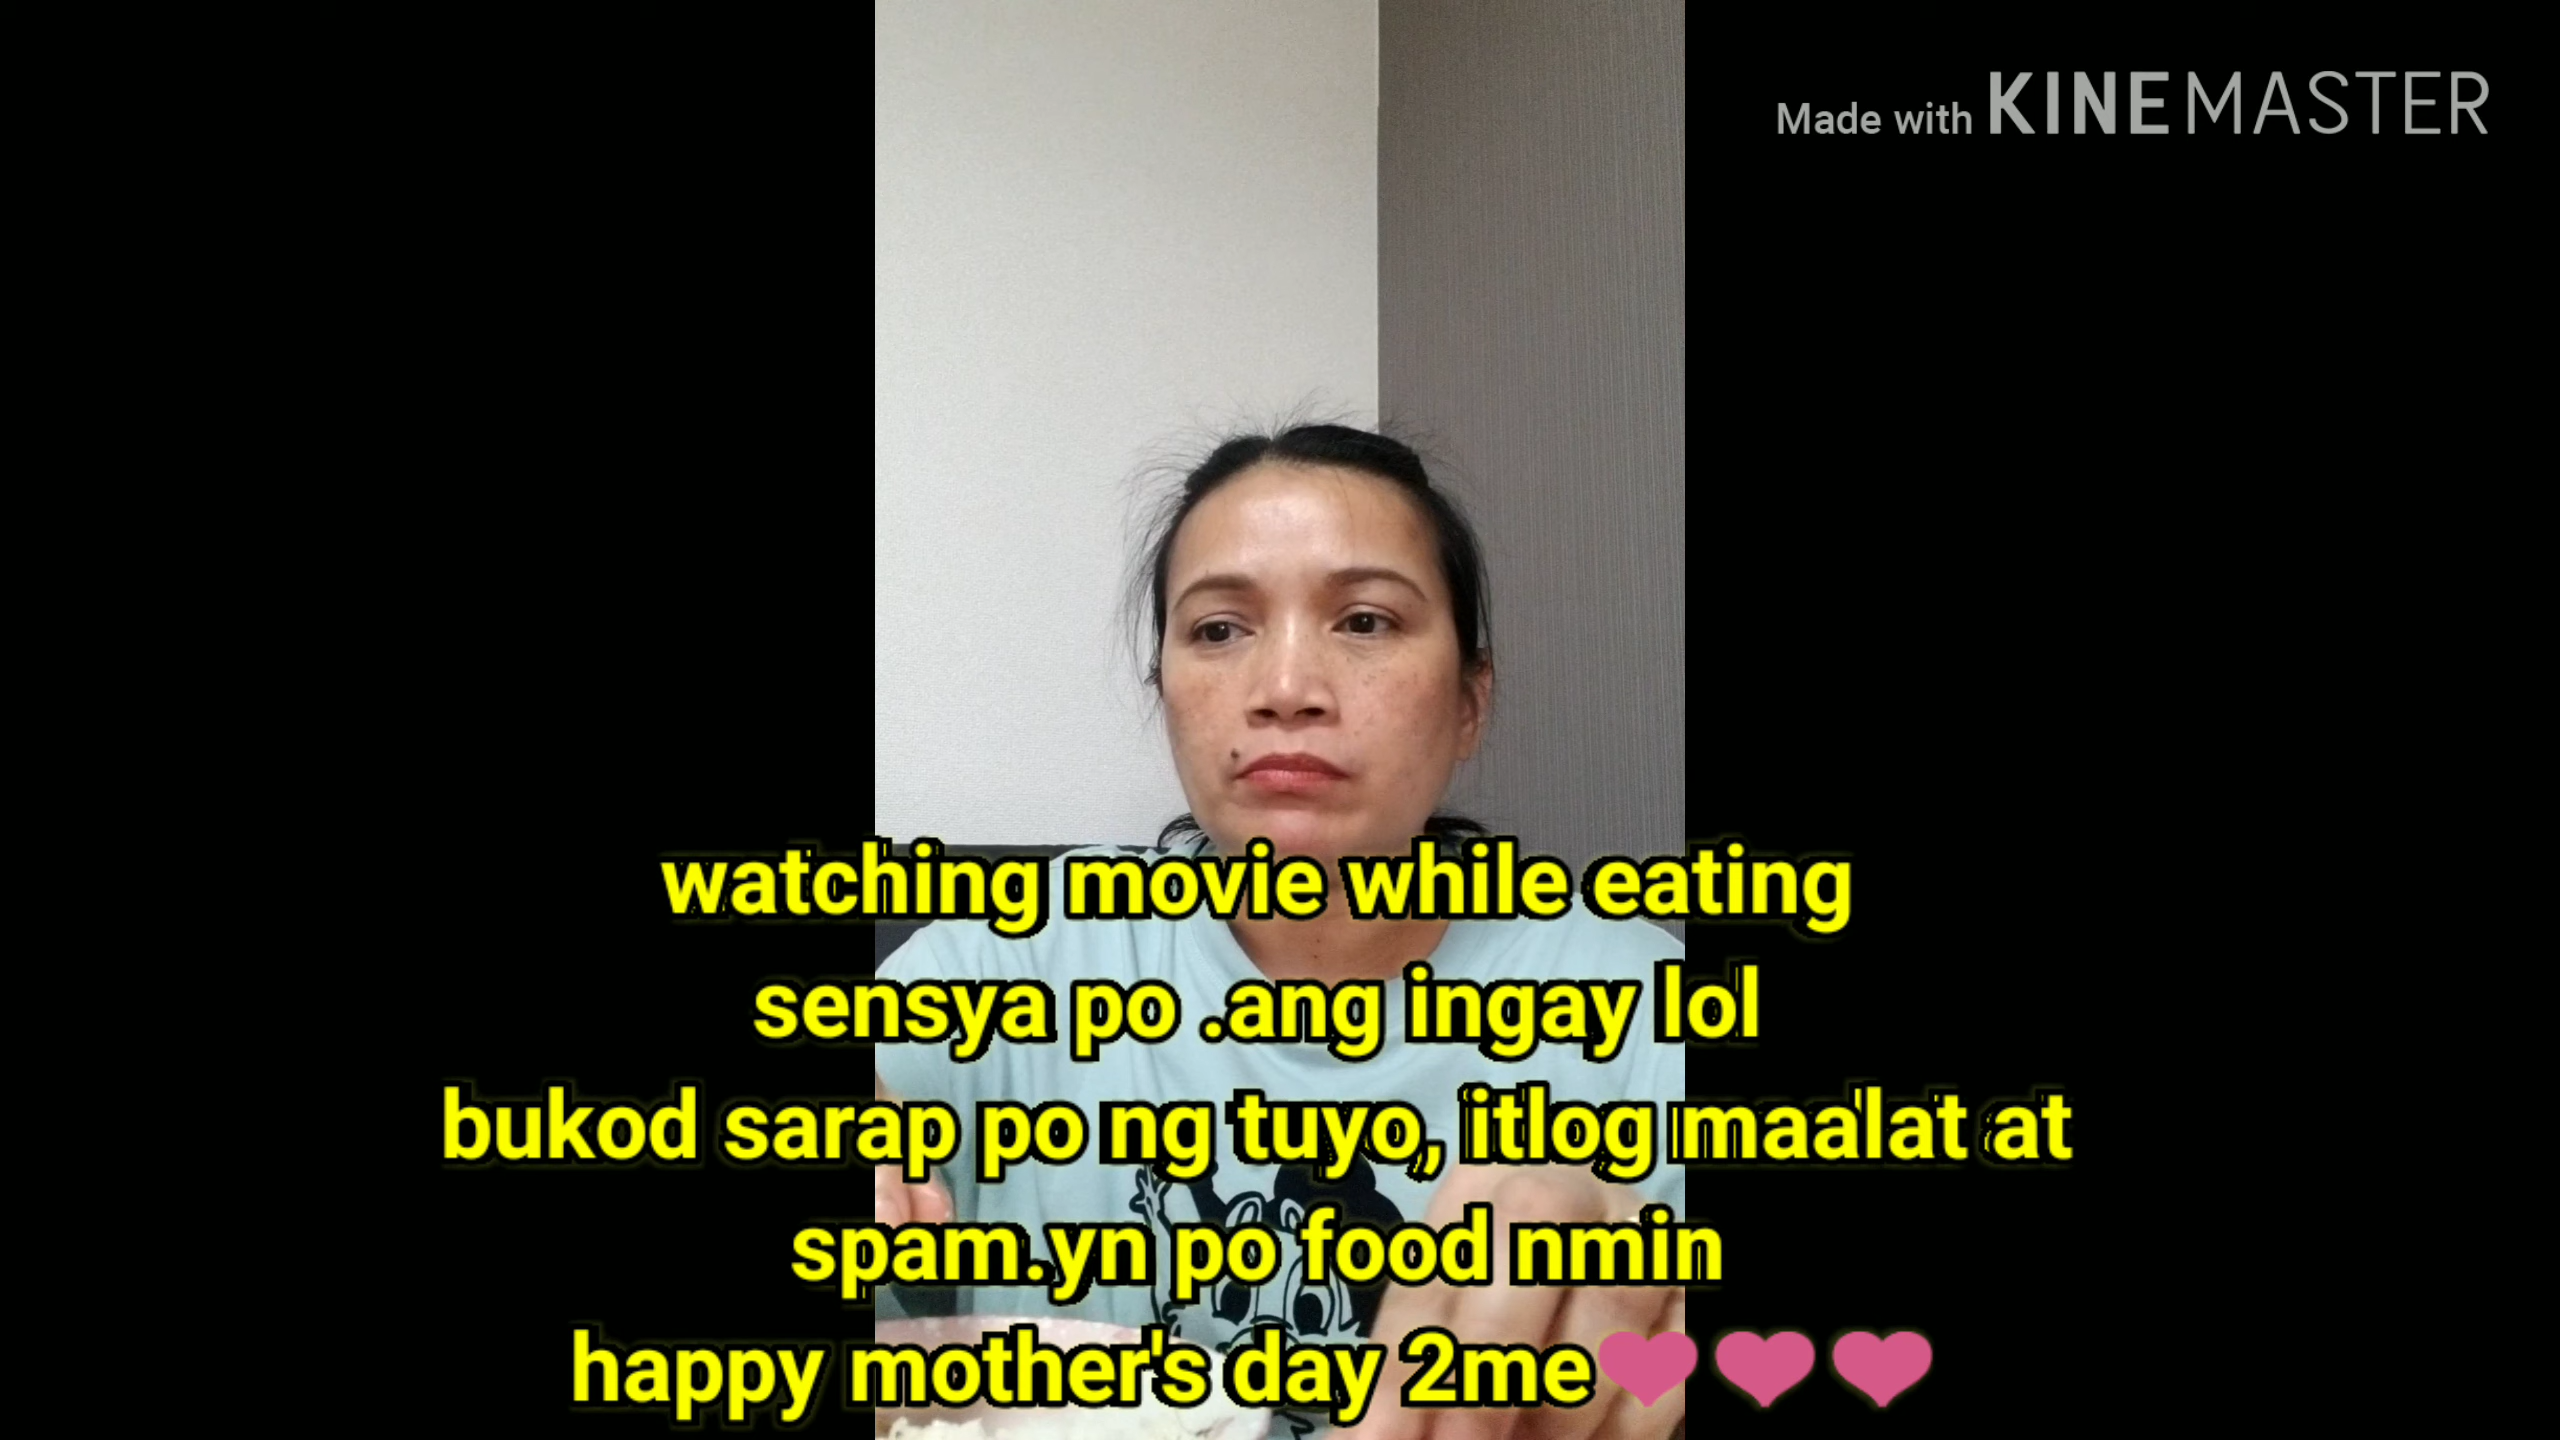 Made with KINEMASTER
watching movie while eating
sensya po .ang ingay lol
bukod sarap po ng tuyo, itlog maalat at
spam.yn po food nmin
happy mother's day 2me❤❤❤